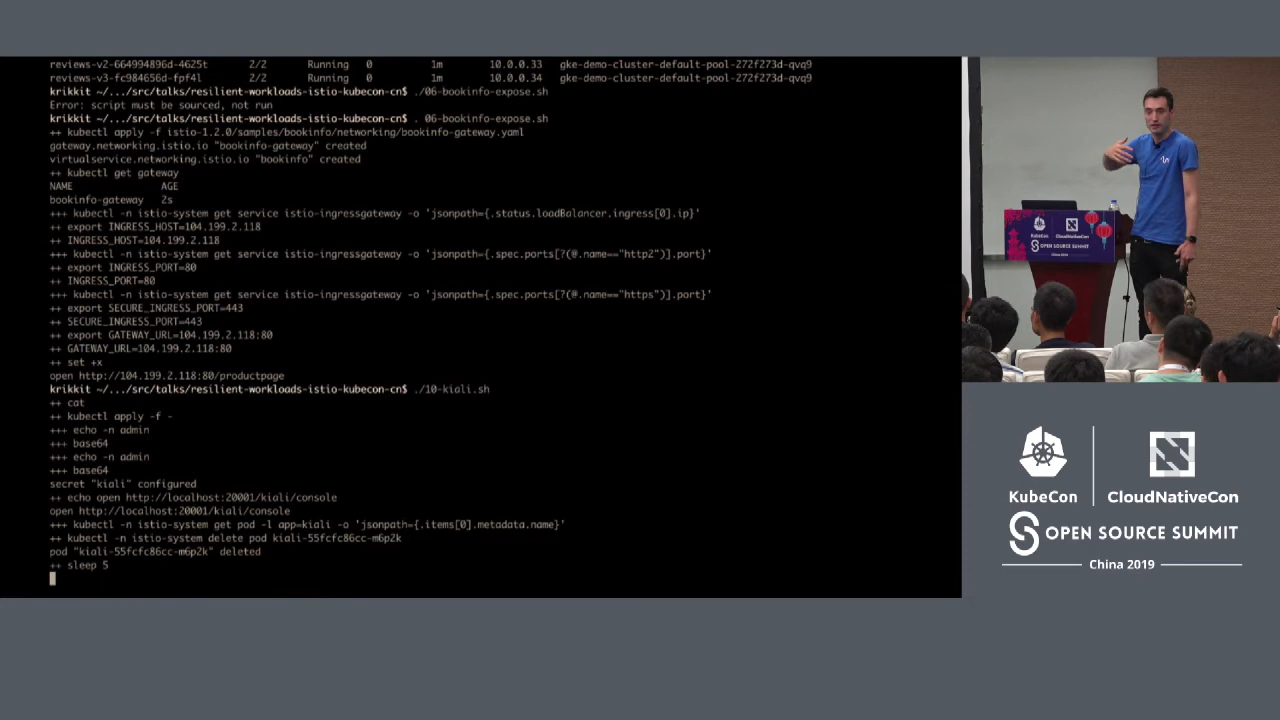 reviews-v2-664994896d-4625t 2/2 Running 0 1m 10.0.0.33 gke-demo-cluster-default-pool-272f273d-qvq9
reviews-v3-fc984656d-fpf4l 2/2 Running 0 1m 10.0.0.34 gke-demo-cluster-default-pool-272f273d-qvq9
krikkit ~/.../src/talks/resilient-workloads-istio-kubecon-cn$ ./06-bookinfo-expose.sh
Error: script must be sourced, not run
krikkit ~/.../src/talks/resilient-workloads-istio-kubecon-cn$ . 06-bookinfo-expose.sh
++ kubectl apply -f istio-1.2.0/samples/bookinfo/networking/bookinfo-gateway.yaml
gateway.networking.istio.io "bookinfo-gateway" created
virtualservice.networking.istio.io "bookinfo" created
++ kubectl get gateway
NAME AGE
bookinfo-gateway 2s
+++ kubectl -n istio-system get service istio-ingressgateway -o 'jsonpath={.status.loadBalancer.ingress[0].ip}'
++ export INGRESS_HOST=104.199.2.118
++ INGRESS_HOST=104.199.2.118
+++ kubectl -n istio-system get service istio-ingressgateway -o 'jsonpath={.spec.ports[?(@.name=="http2")].port}'
++ export INGRESS_PORT=80
++ INGRESS_PORT=80
+++ kubectl -n istio-system get service istio-ingressgateway -o 'jsonpath={.spec.ports[?(@.name=="https")].port}'
++ export SECURE_INGRESS_PORT=443
++ SECURE_INGRESS_PORT=443
++ export GATEWAY_URL=104.199.2.118:80
++ GATEWAY_URL=104.199.2.118:80
++ set +x
open http://104.199.2.118:80/productpage
krikkit ~/.../src/talks/resilient-workloads-istio-kubecon-cn$ ./10-kiali.sh
++ cat
++ kubectl apply -f -
+++ echo -n admin
+++ base64
+++ echo -n admin
+++ base64
secret "kiali" configured
++ echo open http://localhost:20001/kiali/console
open http://localhost:20001/kiali/console
+++ kubectl -n istio-system get pod -l app=kiali -o 'jsonpath={.items[0].metadata.name}'
++ kubectl -n istio-system delete pod kiali-55fcfc86cc-m6p2k
pod "kiali-55fcfc86cc-m6p2k" deleted
++ sleep 5
KubeCon CloudNativeCon
OPEN SOURCE SUMMIT
China 2019
KubeCon CloudNativeCon
OPEN SOURCE SUMMIT
China 2019